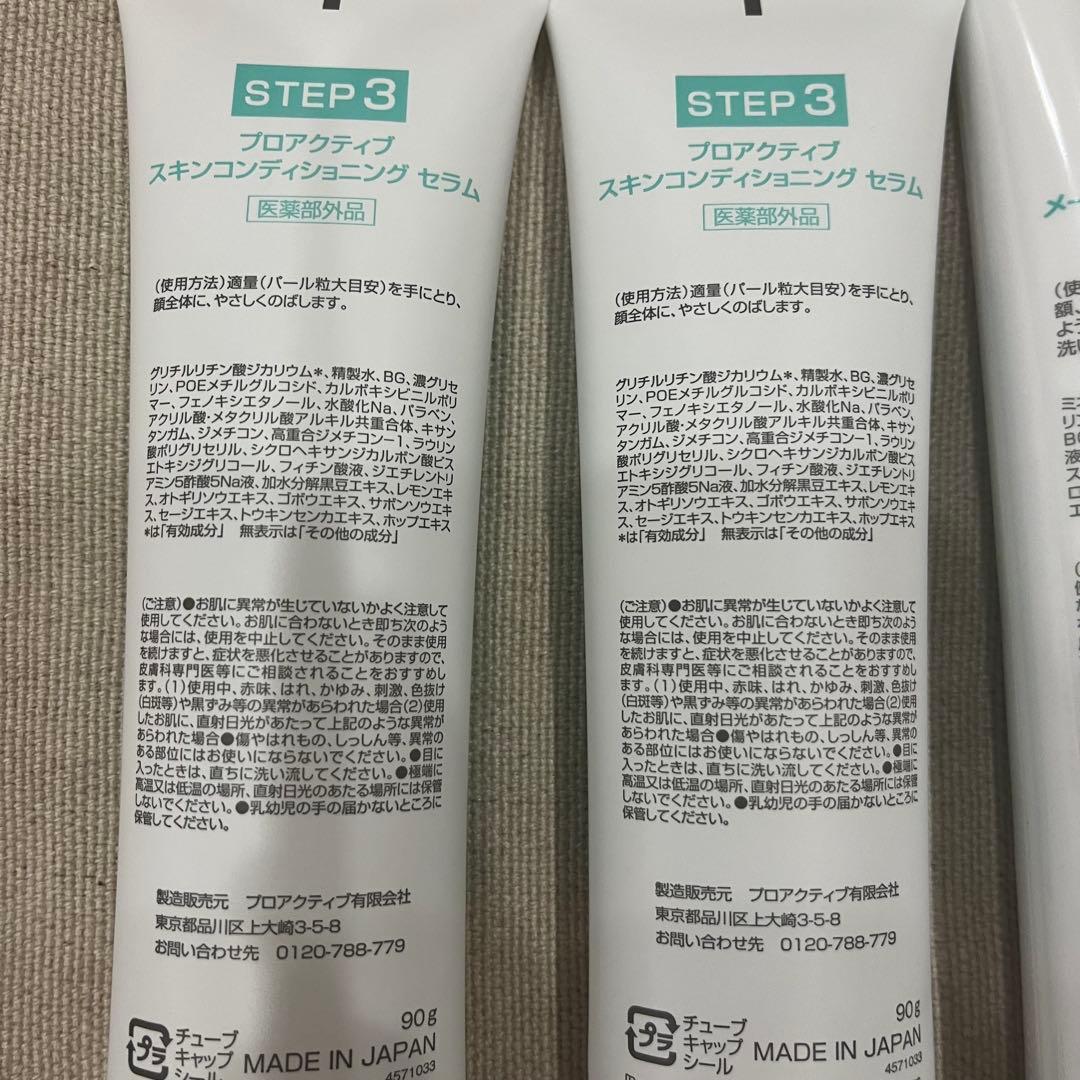 STEP 3
プロアクティブ
スキンコンディショニング セラム
医薬部外品
(使用方法)適量(パール粒大目安)を手にとり、
顔全体に、やさしくのばします。
グリチルリチン酸ジカリウム*、精製水、BG、濃グリセ
リン、POEメチルグルコシド、カルボキシビニルポリ
マー、フェノキシエタノール、水酸化Na、パラベン、
アクリル酸・メタクリル酸アルキル共重合体、キサン
タンガム、ジメチコン、高重合ジメチコン-1、ラウリン
酸ポリグリセリル、シクロヘキサンジカルボン酸ビス
エトキシジグリコール、フィチン酸液、ジエチレントリ
アミン5酢酸5Na液、加水分解黒豆エキス、レモンエキ
ス、オトギリソウエキス、ゴボウエキス、サボンソウエキ
ス、セージエキス、トウキンセンカエキス、ホップエキス
*は「有効成分」 無表示は「その他の成分」
(ご注意)●お肌に異常が生じていないかよく注意して
使用してください。お肌に合わないとき即ち次のよう
な場合には、使用を中止してください。そのまま使用
を続けますと、症状を悪化させることがありますので、
皮膚科専門医等にご相談されることをおすすめし
ます。(1)使用中、赤味、はれ、かゆみ、刺激、色抜け
(白斑等)や黒ずみ等の異常があらわれた場合(2)使用
したお肌に、直射日光があたって上記のような異常が
あらわれた場合●傷やはれもの、しっしん等、異常の
ある部位にはお使いにならないでください。●目に
入ったときは、直ちに洗い流してください。●極端に
高温又は低温の場所、直射日光のあたる場所には保管
しないでください。●乳幼児の手の届かないところに
保管してください。
製造販売元 プロアクティブ有限会社
東京都品川区上大崎3-5-8
お問い合わせ先 0120-788-779
90g
プラ
チューブ
キャップ
シール
MADE IN JAPAN
4571033
STEP 3
プロアクティブ
スキンコンディショニング セラム
医薬部外品
(使用方法)適量(パール粒大目安)を手にとり、
顔全体に、やさしくのばします。
グリチルリチン酸ジカリウム*、精製水、BG、濃グリセ
リン、POEメチルグルコシド、カルボキシビニルポリ
マー、フェノキシエタノール、水酸化Na、パラベン、
アクリル酸・メタクリル酸アルキル共重合体、キサン
タンガム、ジメチコン、高重合ジメチコン-1、ラウリン
酸ポリグリセリル、シクロヘキサンジカルボン酸ビス
エトキシジグリコール、フィチン酸液、ジエチレントリ
アミン5酢酸5Na液、加水分解黒豆エキス、レモンエキ
ス、オトギリソウエキス、ゴボウエキス、サボンソウエキ
ス、セージエキス、トウキンセンカエキス、ホップエキス
*は「有効成分」 無表示は「その他の成分」
(ご注意)●お肌に異常が生じていないかよく注意して
使用してください。お肌に合わないとき即ち次のよう
な場合には、使用を中止してください。そのまま使用
を続けますと、症状を悪化させることがありますので、
皮膚科専門医等にご相談されることをおすすめし
ます。(1)使用中、赤味、はれ、かゆみ、刺激、色抜け
(白斑等)や黒ずみ等の異常があらわれた場合(2)使用
したお肌に、直射日光があたって上記のような異常が
あらわれた場合●傷やはれもの、しっしん等、異常の
ある部位にはお使いにならないでください。●目に
入ったときは、直ちに洗い流してください。●極端に
高温又は低温の場所、直射日光のあたる場所には保管
しないでください。●乳幼児の手の届かないところに
保管してください。
製造販売元 プロアクティブ有限会社
東京都品川区上大崎3-5-8
お問い合わせ先 0120-788-779
90g
プラ
チューブ
キャップ
シール
MADE IN JAPAN
4571033
メー
(使
額、
よう
洗い